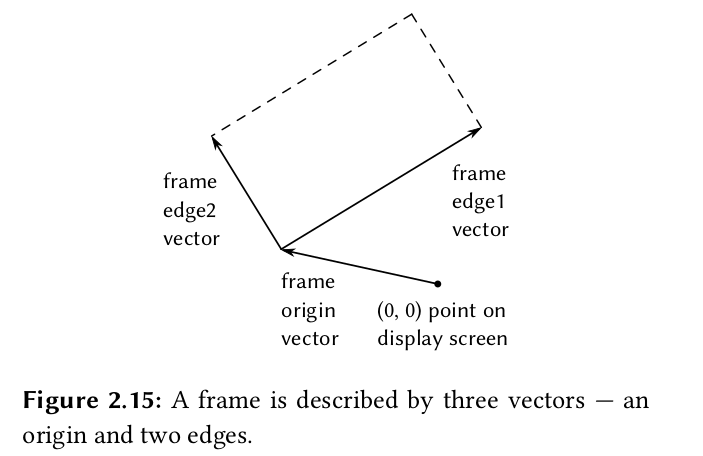 frame
edge2
vector
frame
edge1
vector
frame
origin
vector
(0, 0) point on
display screen
Figure 2.15: A frame is described by three vectors — an
origin and two edges.